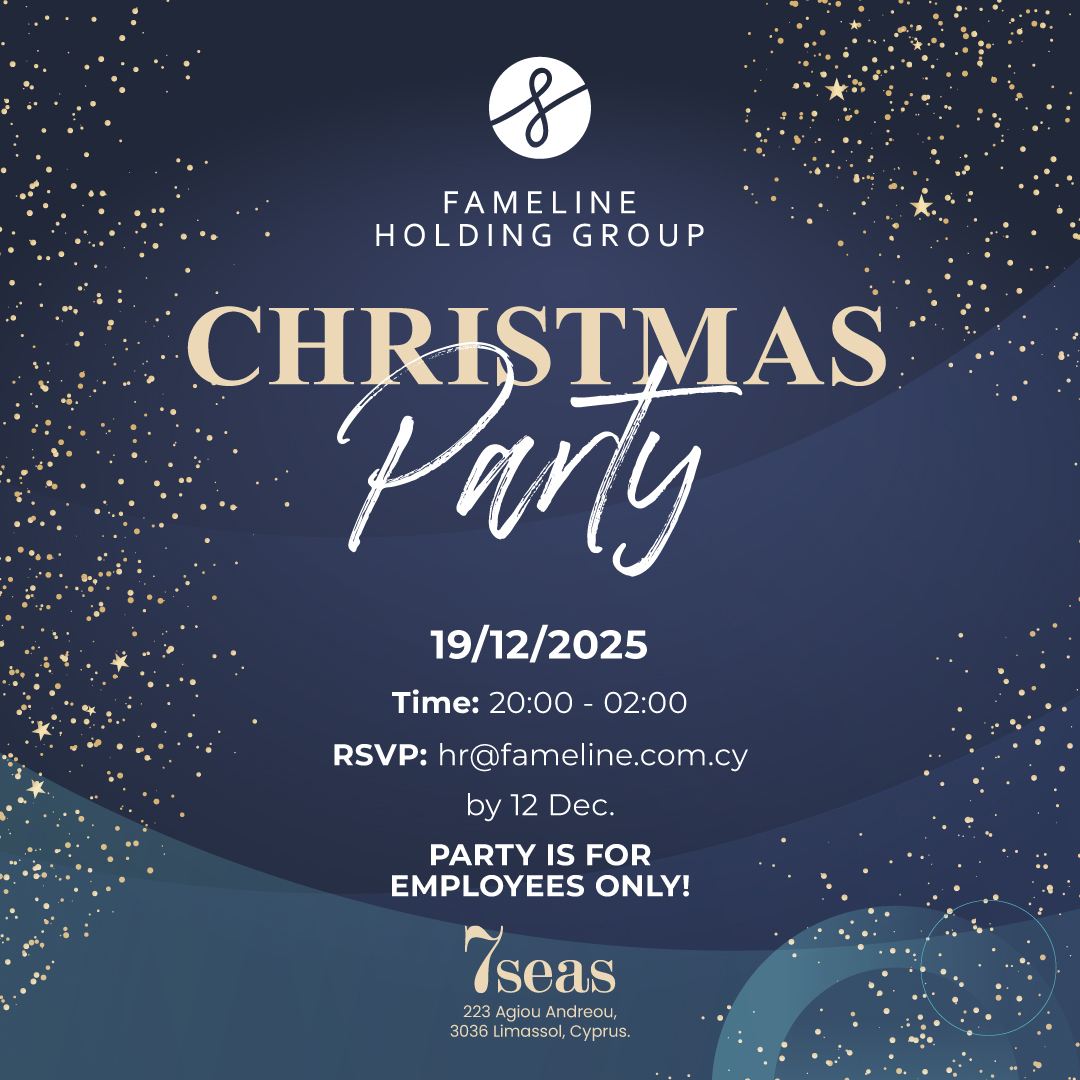 FAMELINE
HOLDING GROUP
CHRISTMAS
Party
19/12/2025
Time: 20:00 - 02:00
RSVP: hr@fameline.com.cy
by 12 Dec.
PARTY IS FOR
EMPLOYEES ONLY!
7seas
223 Agiou Andreou,
3036 Limassol, Cyprus.